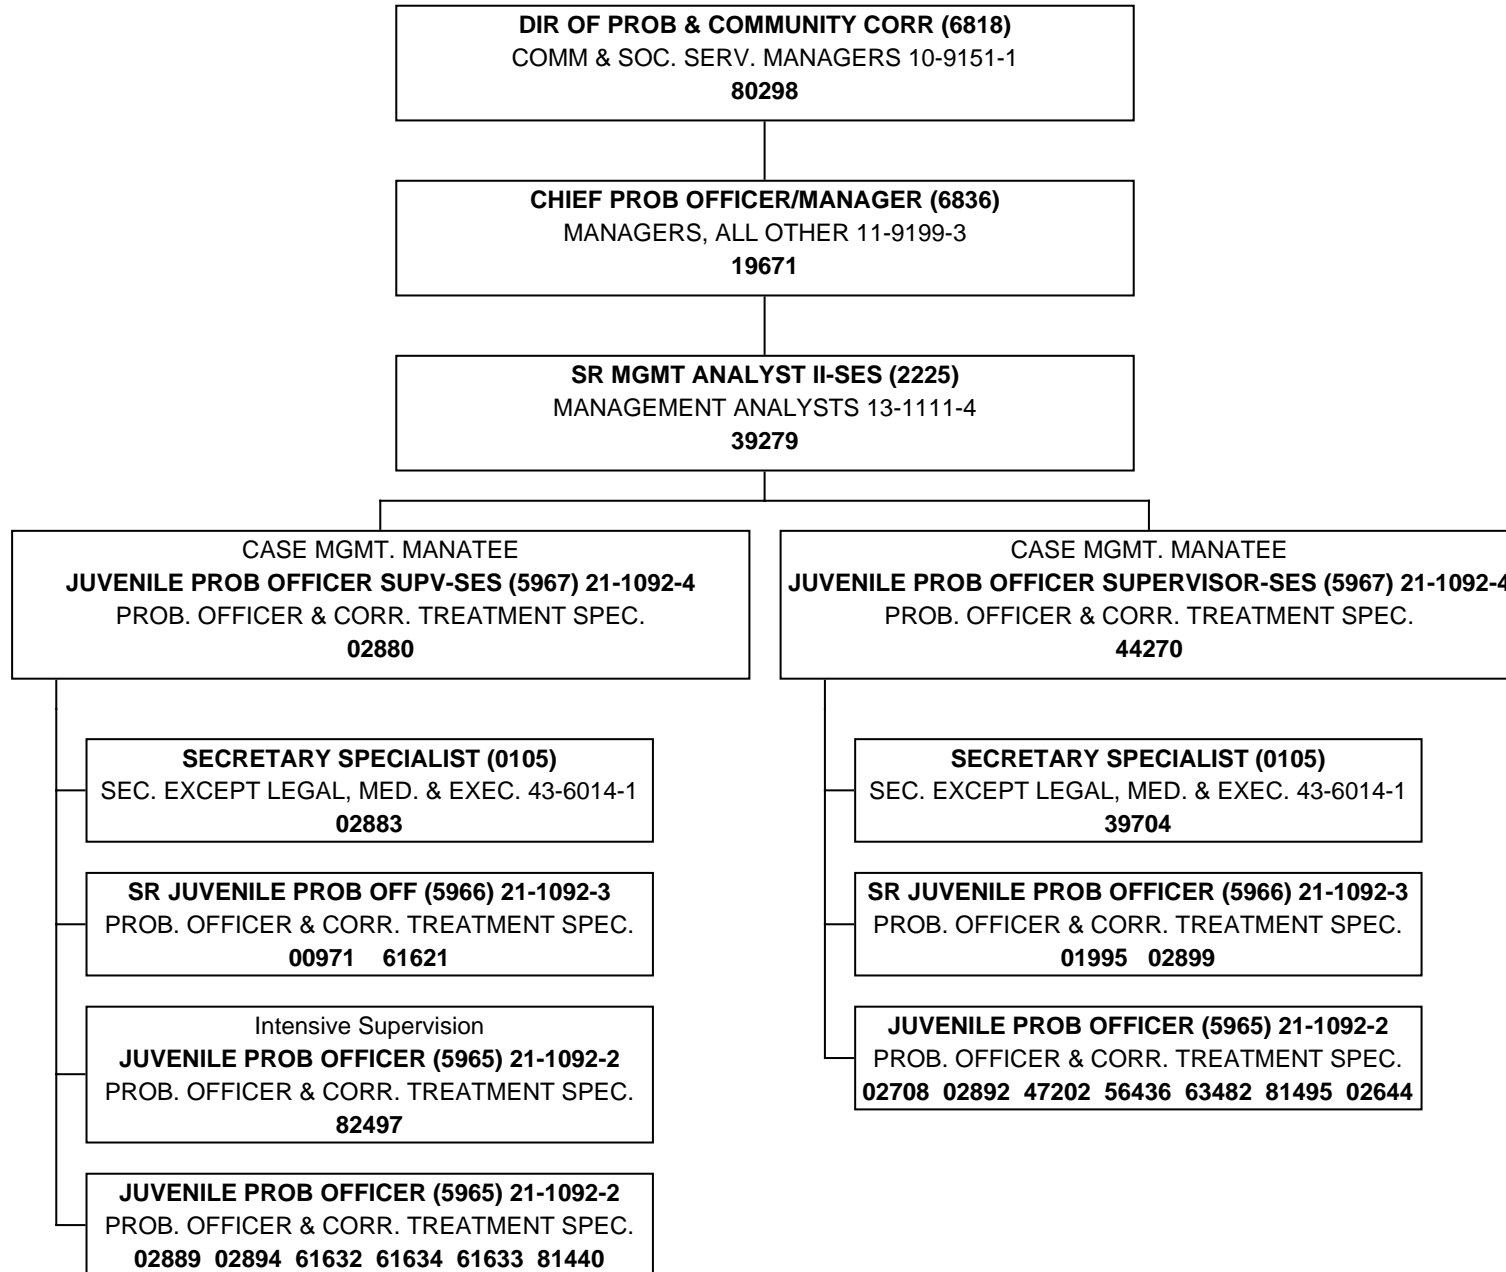 DIR OF PROB & COMMUNITY CORR (6818)
COMM & SOC. SERV. MANAGERS 10-9151-1
80298
CHIEF PROB OFFICER/MANAGER (6836)
MANAGERS, ALL OTHER 11-9199-3
19671
SR MGMT ANALYST II-SES (2225)
MANAGEMENT ANALYSTS 13-1111-4
39279
CASE MGMT. MANATEE
JUVENILE PROB OFFICER SUPV-SES (5967) 21-1092-4
PROB. OFFICER & CORR. TREATMENT SPEC.
02880
SECRETARY SPECIALIST (0105)
SEC. EXCEPT LEGAL, MED. & EXEC. 43-6014-1
02883
SR JUVENILE PROB OFF (5966) 21-1092-3
PROB. OFFICER & CORR. TREATMENT SPEC.
00971 61621
Intensive Supervision
JUVENILE PROB OFFICER (5965) 21-1092-2
PROB. OFFICER & CORR. TREATMENT SPEC.
82497
JUVENILE PROB OFFICER (5965) 21-1092-2
PROB. OFFICER & CORR. TREATMENT SPEC.
02889 02894 61632 61634 61633 81440
CASE MGMT. MANATEE
JUVENILE PROB OFFICER SUPERVISOR-SES (5967) 21-1092-4
PROB. OFFICER & CORR. TREATMENT SPEC.
44270
SECRETARY SPECIALIST (0105)
SEC. EXCEPT LEGAL, MED. & EXEC. 43-6014-1
39704
SR JUVENILE PROB OFFICER (5966) 21-1092-3
PROB. OFFICER & CORR. TREATMENT SPEC.
01995 02899
JUVENILE PROB OFFICER (5965) 21-1092-2
PROB. OFFICER & CORR. TREATMENT SPEC.
02708 02892 47202 56436 63482 81495 02644